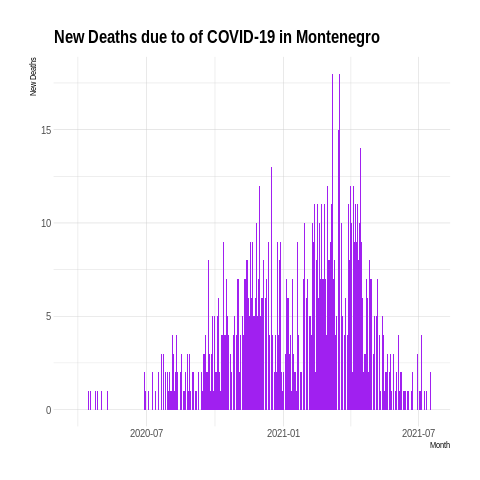 New Deaths due to of COVID-19 in Montenegro
New Deaths
15
10
5
0
2020-07
2021-01
2021-07
Month